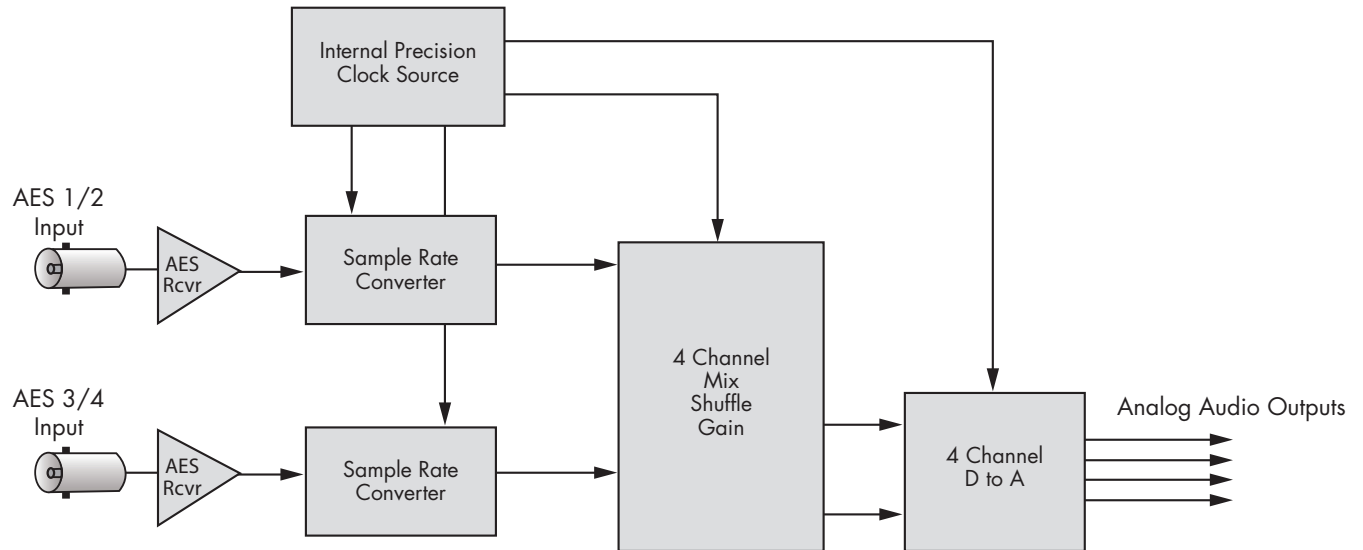 Internal Precision
Clock Source
AES 1/2
Input
AES
Rcvr
Sample Rate
Converter
AES 3/4
Input
AES
Rcvr
Sample Rate
Converter
4 Channel
Mix
Shuffle
Gain
4 Channel
D to A
Analog Audio Outputs